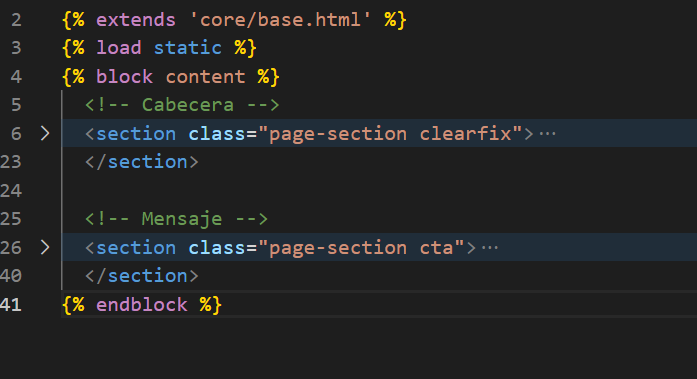 2 {% extends 'core/base.html' %}
3 {% load static %}
4 {% block content %}
5 <!-- Cabecera -->
6 > <section class="page-section clearfix">···
23 </section>
24
25 <!-- Mensaje -->
26 > <section class="page-section cta">···
40 </section>
41 {% endblock %}